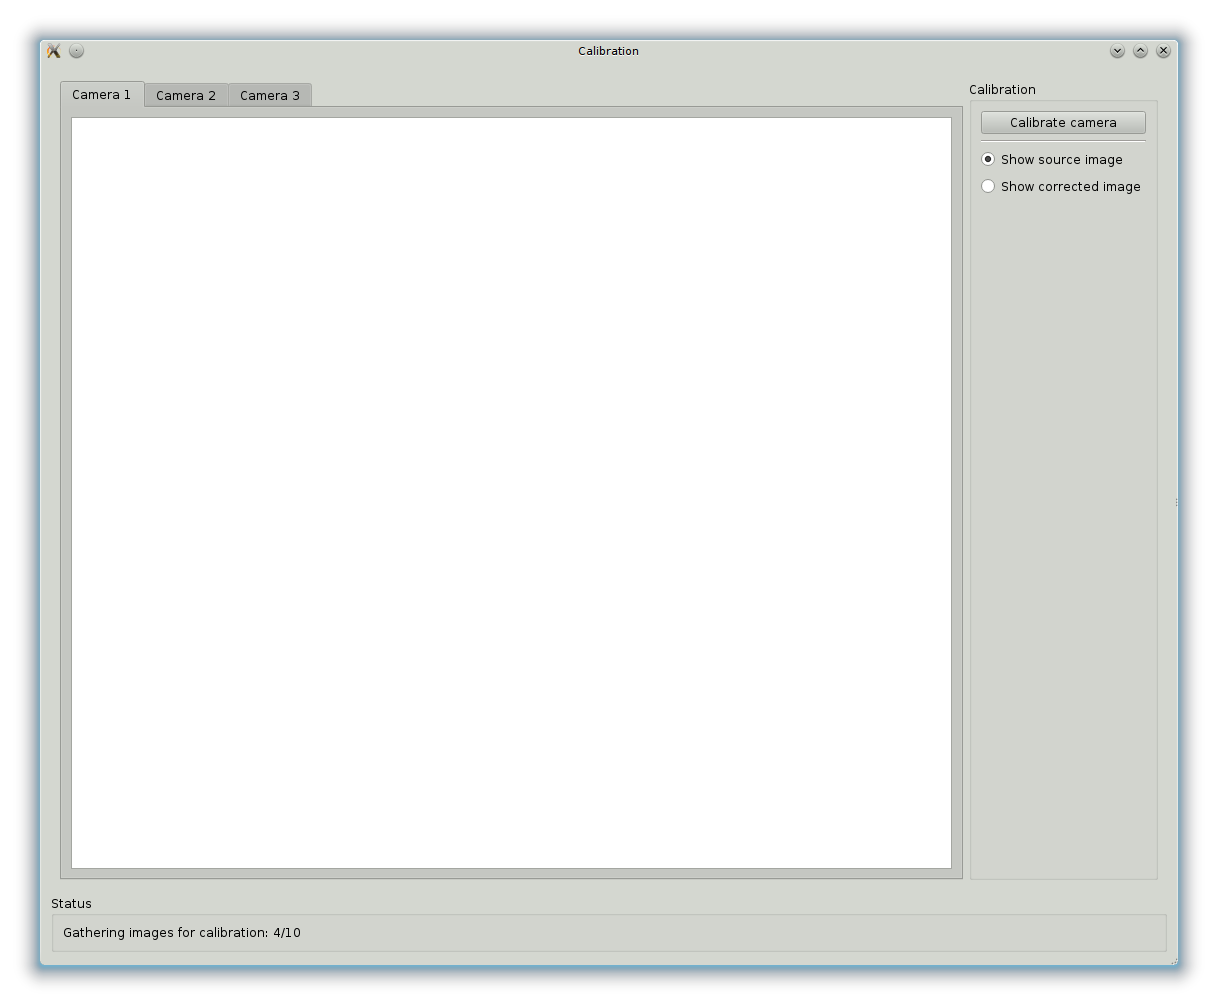 Calibration
Camera 1
Camera 2
Camera 3
Calibration
Calibrate camera
Show source image
Show corrected image
Status
Gathering images for calibration: 4/10